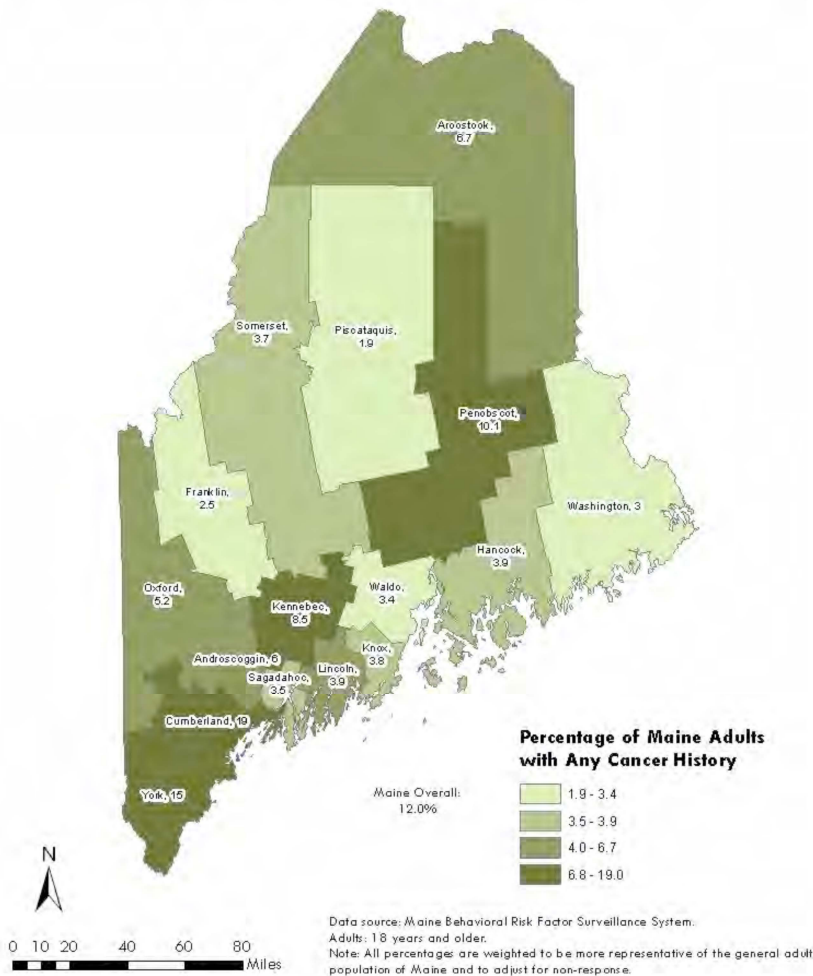 Aroostook,
6.7
Somerset,
3.7
Piscataquis,
1.9
Penobscot,
10.1
Franklin,
2.5
Washington, 3
Hancock,
3.9
Oxford,
5.2
Kennebec,
8.5
Waldo,
3.4
Knox,
3.8
Androscoggin, 6
Lincoln,
3.9
Sagadahoc,
3.5
Cumberland, 19
York, 15
Maine Overall:
12.0%
Percentage of Maine Adults
with Any Cancer History
1.9 - 3.4
3.5 - 3.9
4.0 - 6.7
6.8 - 19.0
N
0 10 20 40 60 80
Miles
Data source: Maine Behavioral Risk Factor Surveillance System.
Adults: 18 years and older.
Note: All percentages are weighted to be more representative of the general adult
population of Maine and to adjust for non-response.